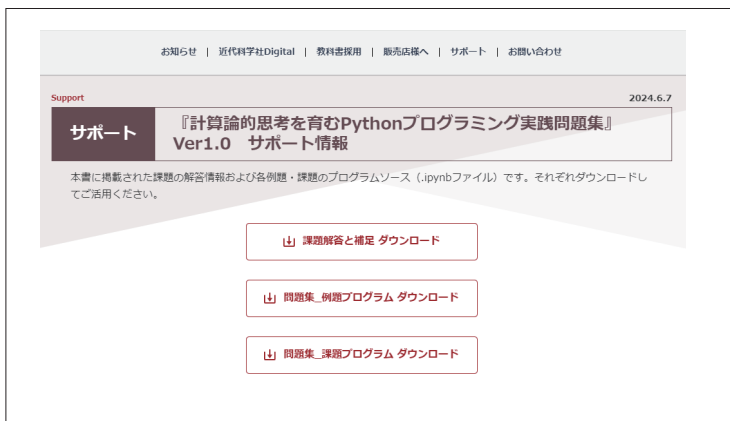 お知らせ | 近代科学社Digital | 教科書採用 | 販売店様へ | サポート | お問い合わせ
Support
2024.6.7
サポート
『計算論的思考を育むPythonプログラミング実践問題集』
Ver1.0 サポート情報
本書に掲載された課題の解答情報および各例題・課題のプログラムソース（.ipynbファイル）です。それぞれダウンロードし
てご活用ください。
課題解答と補足 ダウンロード
問題集_例題プログラム ダウンロード
問題集_課題プログラム ダウンロード